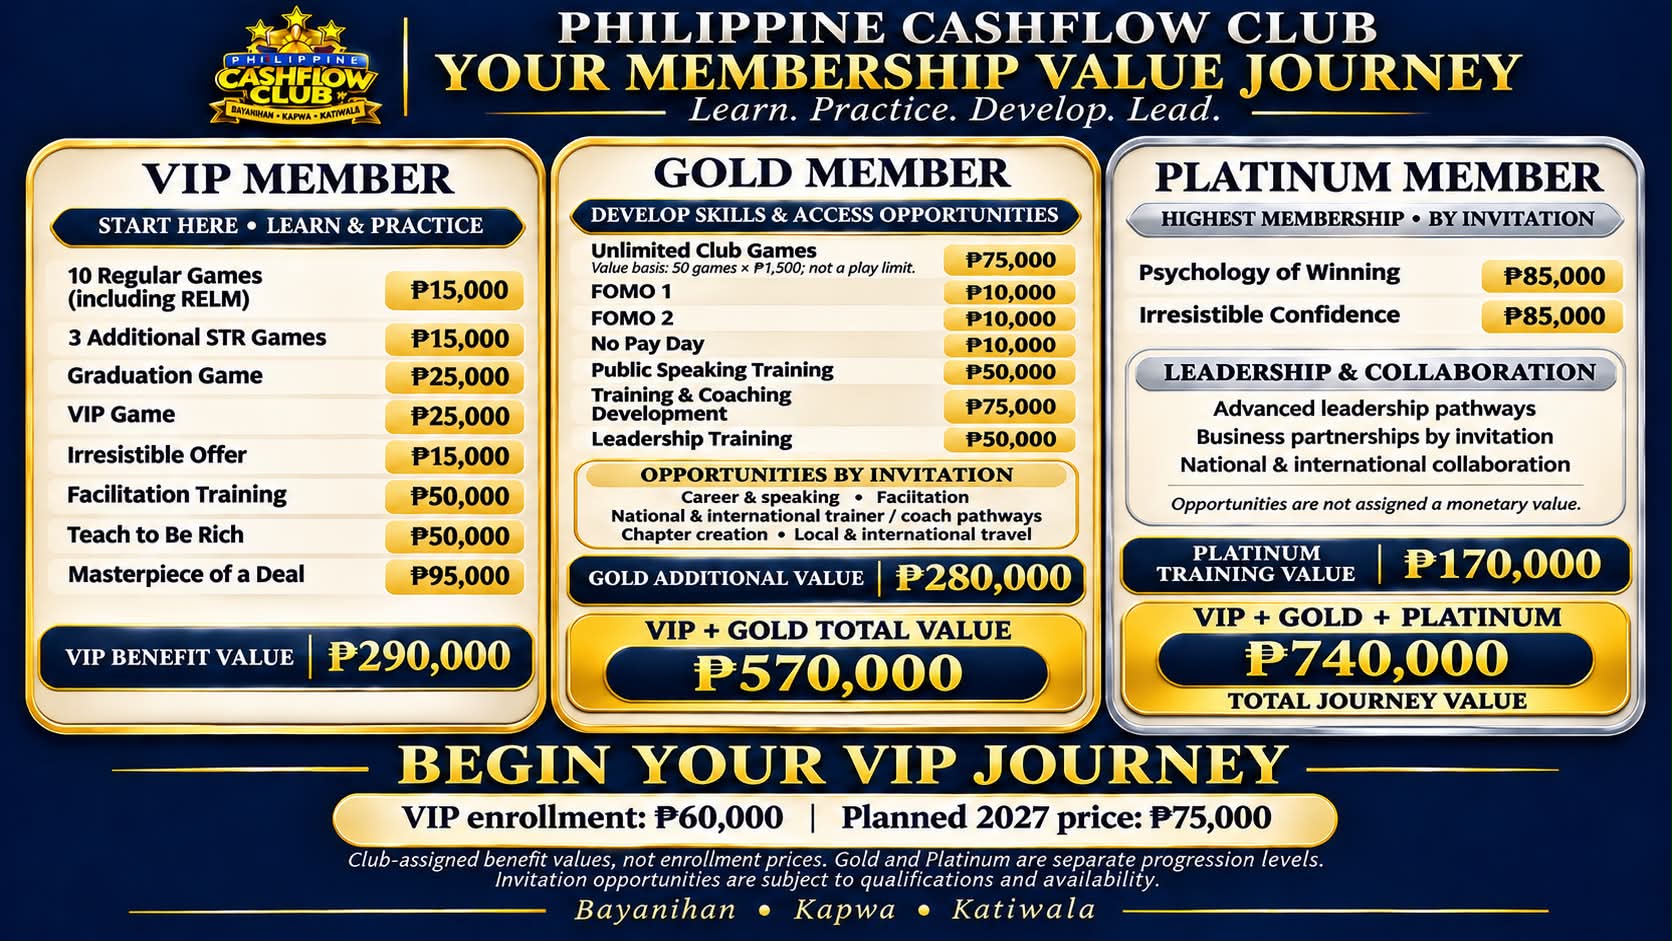 PHILIPPINE
CASHFLOW
CLUB
BAYANIHAN • KAPWA • KATIWALA
PHILIPPINE CASHFLOW CLUB
YOUR MEMBERSHIP VALUE JOURNEY
Learn. Practice. Develop. Lead.
VIP MEMBER
START HERE • LEARN & PRACTICE
10 Regular Games
(including RELM)
₱15,000
3 Additional STR Games ₱15,000
Graduation Game ₱25,000
VIP Game ₱25,000
Irresistible Offer ₱15,000
Facilitation Training ₱50,000
Teach to Be Rich ₱50,000
Masterpiece of a Deal ₱95,000
VIP BENEFIT VALUE | ₱290,000
GOLD MEMBER
DEVELOP SKILLS & ACCESS OPPORTUNITIES
Unlimited Club Games
Value basis: 50 games × ₱1,500; not a play limit.
₱75,000
FOMO 1 ₱10,000
FOMO 2 ₱10,000
No Pay Day ₱10,000
Public Speaking Training ₱50,000
Training & Coaching
Development
₱75,000
Leadership Training ₱50,000
OPPORTUNITIES BY INVITATION
Career & speaking • Faciitation
National & international trainer / coach pathways
Chapter creation • Local & international travel
GOLD ADDITIONAL VALUE | ₱280,000
VIP + GOLD TOTAL VALUE
₱570,000
PLATINUM MEMBER
HIGHEST MEMBERSHIP • BY INVITATION
Psychology of Winning ₱85,000
Irresistible Confidence ₱85,000
LEADERSHIP & COLLABORATION
Advanced leadership pathways
Business partnerships by invitation
National & international collaboration
Opportunities are not assigned a monetary value.
PLATINUM
TRAINING VALUE | ₱170,000
VIP + GOLD + PLATINUM
₱740,000
TOTAL JOURNEY VALUE
BEGIN YOUR VIP JOURNEY
VIP enrollment: ₱60,000 | Planned 2027 price: ₱75,000
Club-assigned benefit values, not enrollment prices. Gold and Platinum are separate progression levels.
Invitation opportunities are subject to qualifications and availability.
Bayanihan • Kapwa • Katiwala